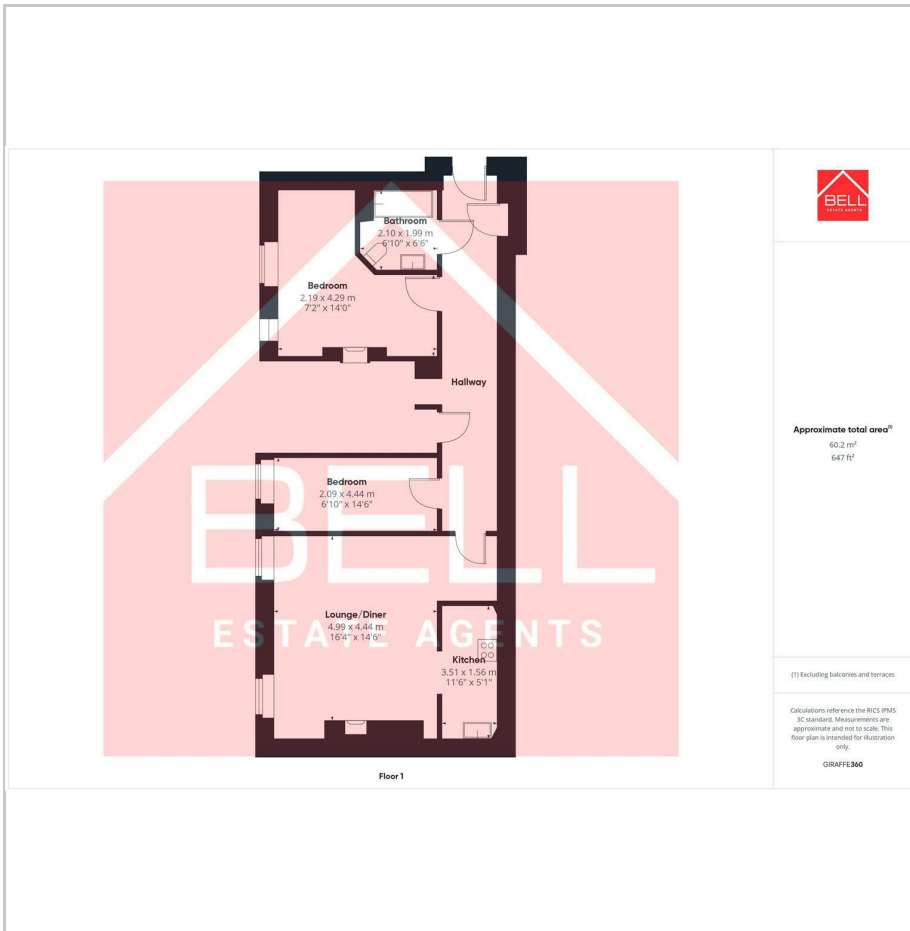 Bathroom
2.10 x 1.99 m
6'10" x 6'6"
Bedroom
2.19 x 4.29 m
7'2" x 14'0"
Hallway
Bedroom
2.09 x 4.44 m
6'10" x 14'6"
BELL
ESTATE AGENTS
Lounge/Diner
4.99 x 4.44 m
16'4" x 14'6"
Kitchen
3.51 x 1.56 m
11'6" x 5'1"
Floor 1
BELL
ESTATE AGENTS
Approximate total area(1)
60.2 m²
647 ft²
(1) Excluding balconies and terraces
Calculations reference the RICS IPMS
3C standard. Measurements are
approximate and not to scale. This
floor plan is intended for illustration
only.
GIRAFFE360